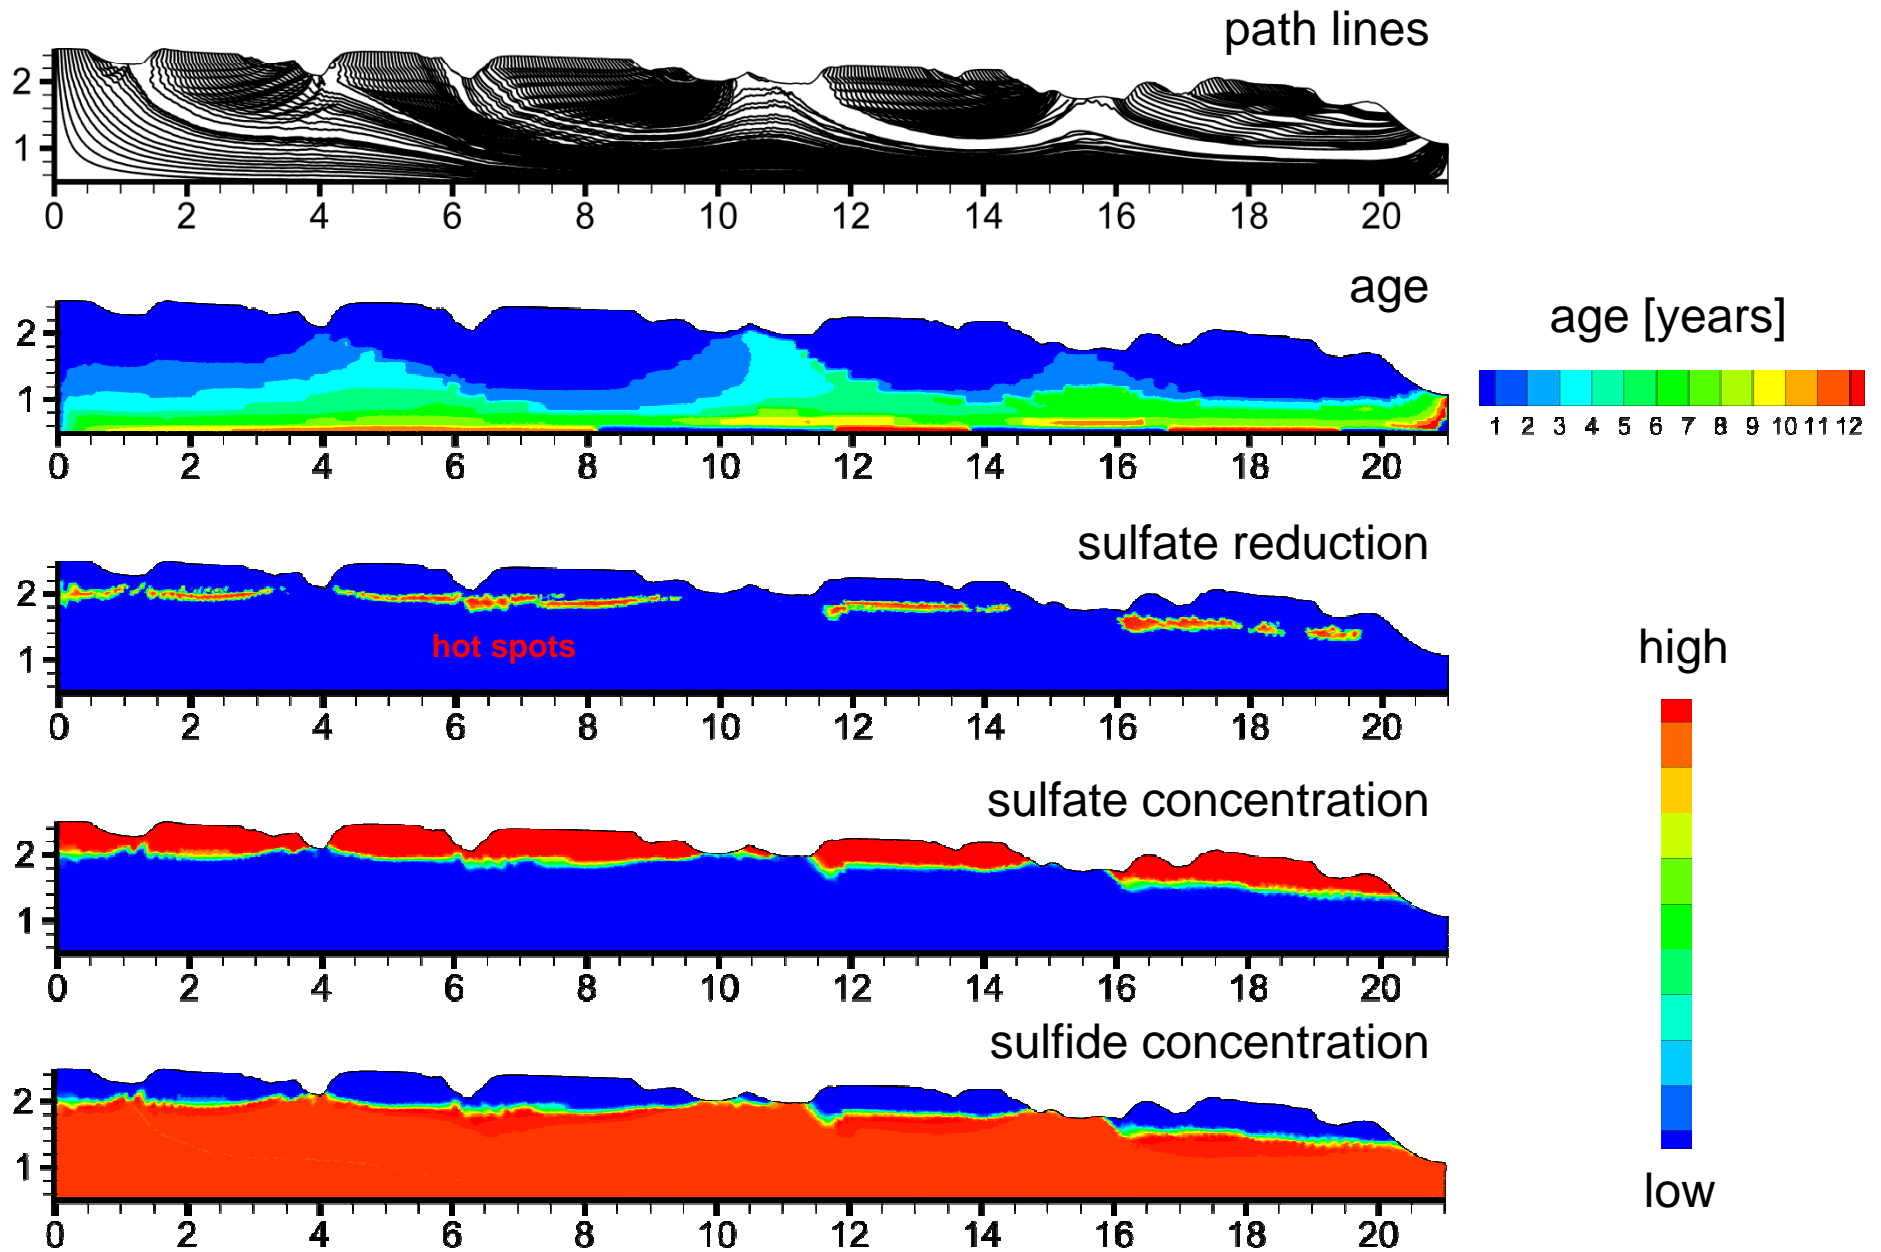 path lines
2
1
0 2 4 6 8 10 12 14 16 18 20
age
age [years]
2
1
1 2 3 4 5 6 7 8 9 10 11 12
0 2 4 6 8 10 12 14 16 18 20
sulfate reduction
2
hot spots
1
0 2 4 6 8 10 12 14 16 18 20
high
sulfate concentration
2
1
0 2 4 6 8 10 12 14 16 18 20
sulfide concentration
2
1
low
0 2 4 6 8 10 12 14 16 18 20